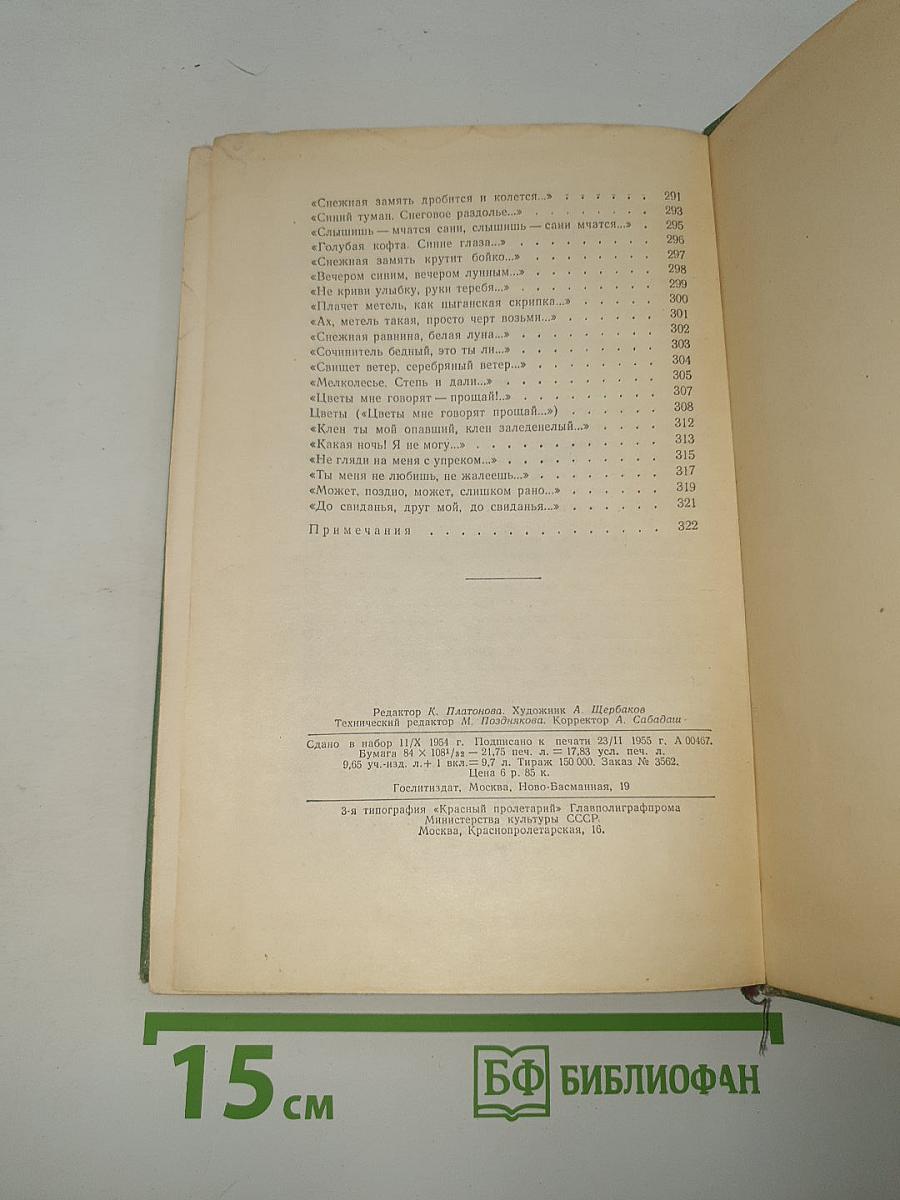 «Снежная замять дробится и колется...» . . . . . . 291
«Синий туман. Снеговое раздолье...» . . . . . . . . 293
«Слышишь — мчатся сани, слышишь — сани мчатся...» . 295
«Голубая кофта. Синие глаза...» . . . . . . . . . 296
«Снежная замять крутит бойко...» . . . . . . . . 297
«Вечером синим, вечером лунным...» . . . . . . . . 298
«Не криви улыбку, руки теребя...» . . . . . . . . . 299
«Плачет метель, как цыганская скрипка...» . . . . . 300
«Ах, метель такая, просто черт возьми...» . . . . . . 301
«Снежная равнина, белая луна...» . . . . . . . . . 302
«Сочинитель бедный, это ты ли...» . . . . . . . . . 303
«Свищет ветер, серебряный ветер...» . . . . . . . . 304
«Мелколесье. Степь и дали...» . . . . . . . . . . 305
«Цветы мне говорят — прощай!..» . . . . . . . . . 307
Цветы («Цветы мне говорят прощай...») . . . . . . 308
«Клен ты мой опавший, клен заледенелый...» . . . . 312
«Какая ночь! Я не могу...» . . . . . . . . . . . 313
«Не гляди на меня с упреком...» . . . . . . . . . . 315
«Ты меня не любишь, не жалеешь...» . . . . . . . . 317
«Может, поздно, может, слишком рано...» . . . . . . 319
«До свиданья, друг мой, до свиданья...» . . . . . . 321
Примечания . . . . . . . . . . . . . . 322
Редактор К. Платонова. Художник А. Щербаков
Технический редактор М. Позднякова. Корректор А. Сабадаш
Сдано в набор 11/X 1954 г. Подписано к печати 23/II 1955 г. А 00467.
Бумага 84 × 108¹/₃₂ — 21,75 печ. л. = 17,83 усл. печ. л.
9,65 уч.-изд. л. + 1 вкл. = 9,7 л. Тираж 150 000. Заказ № 3562.
Цена 6 р. 85 к.
Гослитиздат, Москва, Ново-Басманная, 19
3-я типография «Красный пролетарий» Главполиграфпрома
Министерства культуры СССР.
Москва, Краснопролетарская, 16.
15 см
БФ БИБЛИОФАН